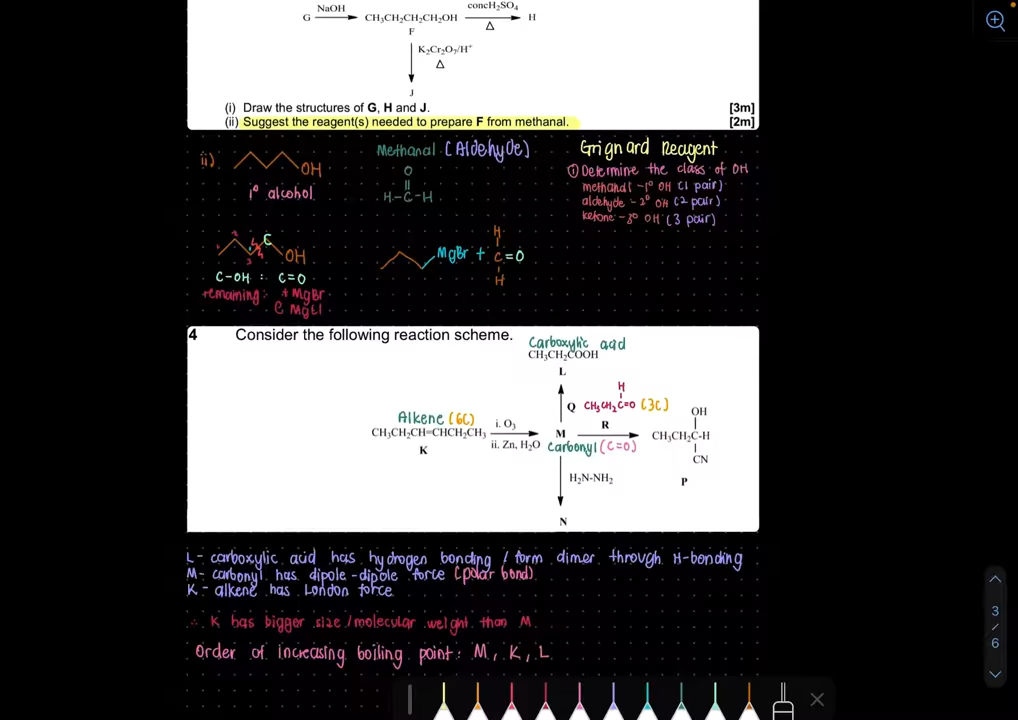 G NaOH CH₃CH₂CH₂CH₂OH concH₂SO₄ △ H
F
K₂Cr₂O₇/H⁺
△
J
(i) Draw the structures of G, H and J. [3m]
(ii) Suggest the reagent(s) needed to prepare F from methanal. [2m]
ii)
OH
1° alcohol
Methanal (Aldehyde)
O
H-C-H
Grignard Reagent
① Determine the class of OH
methanal - 1° OH (1 pair)
aldehyde - 2° OH (2 pair)
ketone - 3° OH (3 pair)
C
OH
C-OH : C=O
remaining : + MgBr
MgCl
MgBr + C=O
H
H
4 Consider the following reaction scheme.
Carboxylic acid
CH₃CH₂COOH
L
H
Q CH₃CH₂C=O (3C)
Alkene (6C)
CH₃CH₂CH=CHCH₂CH₃
K
i. O₃
ii. Zn, H₂O
M
Carbonyl (C=O)
R
OH
CH₃CH₂C-H
CN
P
H₂N-NH₂
N
L - carboxylic acid has hydrogen bonding / form dimer through H-bonding
M - carbonyl has dipole-dipole force (polar bond)
K - alkene has London force
∴ K has bigger size / molecular weight than M.
Order of increasing boiling point : M, K, L
3
/
6